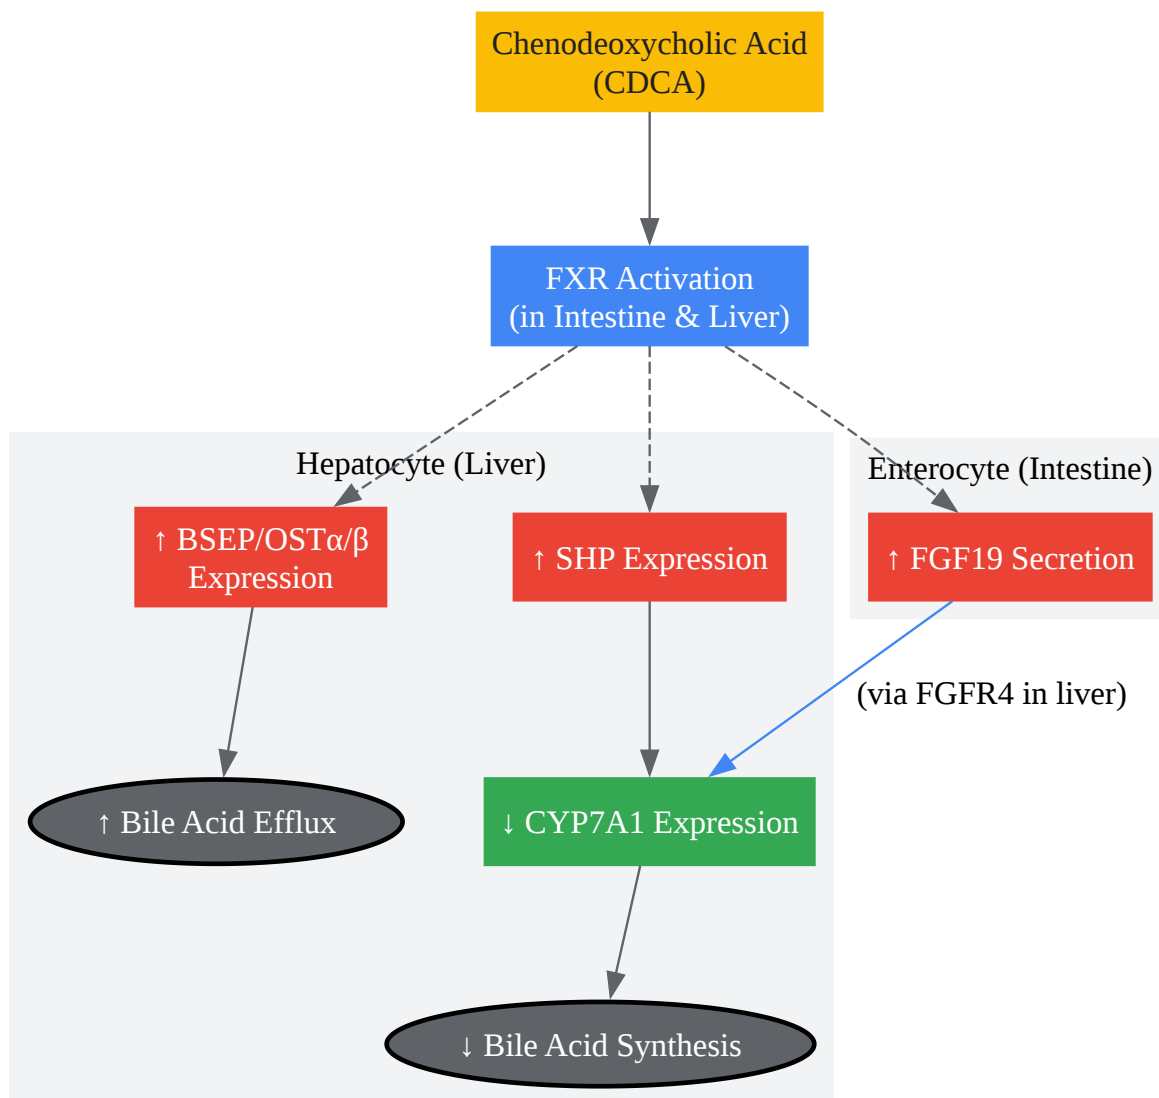 Chenodeoxycholic Acid
(CDCA)
FXR Activation
(in Intestine & Liver)
Hepatocyte (Liver)
Enterocyte (Intestine)
↑ BSEP/OSTα/β
Expression
↑ SHP Expression
↑ FGF19 Secretion
(via FGFR4 in liver)
↑ Bile Acid Efflux
↓ CYP7A1 Expression
↓ Bile Acid Synthesis